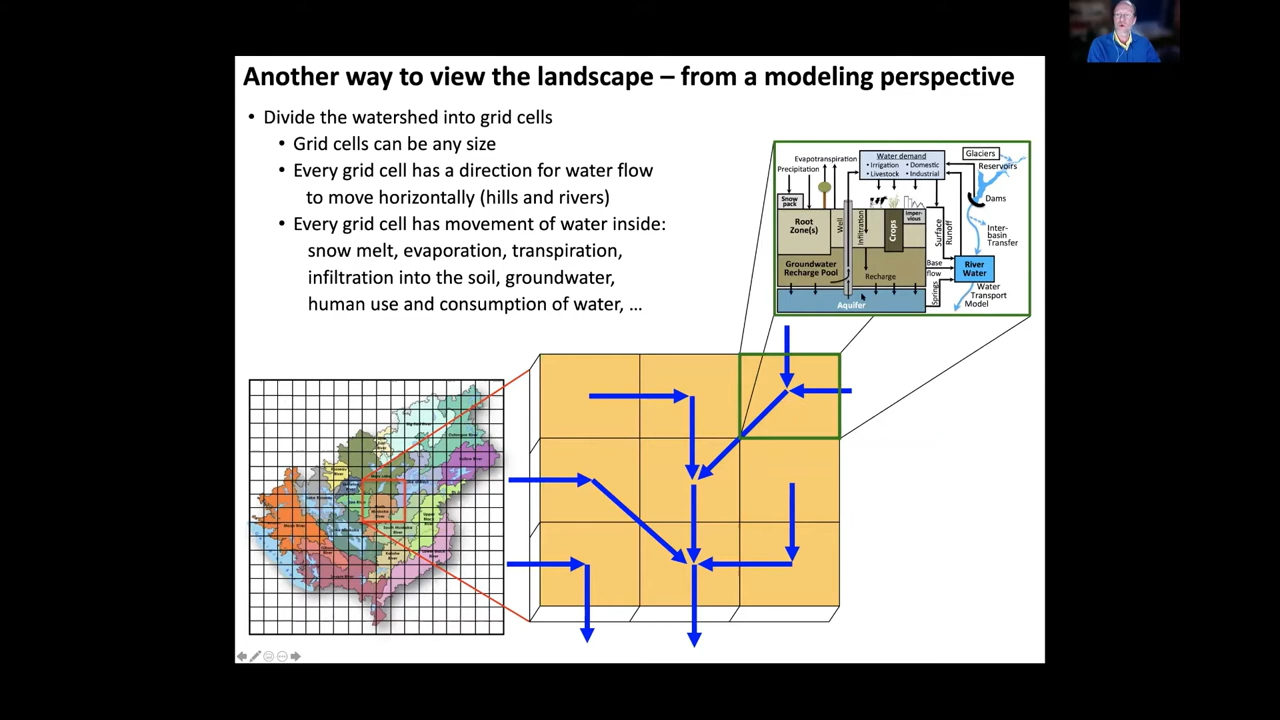 Another way to view the landscape – from a modeling perspective
• Divide the watershed into grid cells
• Grid cells can be any size
• Every grid cell has a direction for water flow
to move horizontally (hills and rivers)
• Every grid cell has movement of water inside:
snow melt, evaporation, transpiration,
infiltration into the soil, groundwater,
human use and consumption of water, …
Evapotranspiration
Precipitation
Water demand
• Irrigation • Domestic
• Livestock • Industrial
Glaciers
Reservoirs
Dams
Snow
pack
Root
Zone(s)
Well
Infiltration
Crops
Imper-
vious
Surface
Runoff
Inter-
basin
Transfer
Groundwater
Recharge Pool
Recharge
Base
flow
River
Water
Springs
Water
Transport
Model
Aquifer